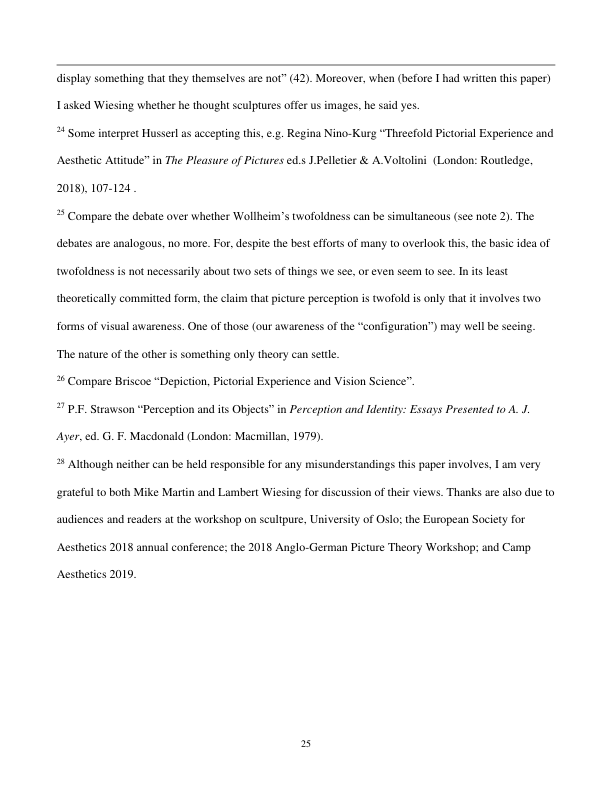 display something that they themselves are not” (42). Moreover, when (before I had written this paper)
I asked Wiesing whether he thought sculptures offer us images, he said yes.
24 Some interpret Husserl as accepting this, e.g. Regina Nino-Kurg “Threefold Pictorial Experience and
Aesthetic Attitude” in The Pleasure of Pictures ed.s J.Pelletier & A.Voltolini (London: Routledge,
2018), 107-124 .
25 Compare the debate over whether Wollheim’s twofoldness can be simultaneous (see note 2). The
debates are analogous, no more. For, despite the best efforts of many to overlook this, the basic idea of
twofoldness is not necessarily about two sets of things we see, or even seem to see. In its least
theoretically committed form, the claim that picture perception is twofold is only that it involves two
forms of visual awareness. One of those (our awareness of the “configuration”) may well be seeing.
The nature of the other is something only theory can settle.
26 Compare Briscoe “Depiction, Pictorial Experience and Vision Science”.
27 P.F. Strawson “Perception and its Objects” in Perception and Identity: Essays Presented to A. J.
Ayer, ed. G. F. Macdonald (London: Macmillan, 1979).
28 Although neither can be held responsible for any misunderstandings this paper involves, I am very
grateful to both Mike Martin and Lambert Wiesing for discussion of their views. Thanks are also due to
audiences and readers at the workshop on scultpure, University of Oslo; the European Society for
Aesthetics 2018 annual conference; the 2018 Anglo-German Picture Theory Workshop; and Camp
Aesthetics 2019.
25